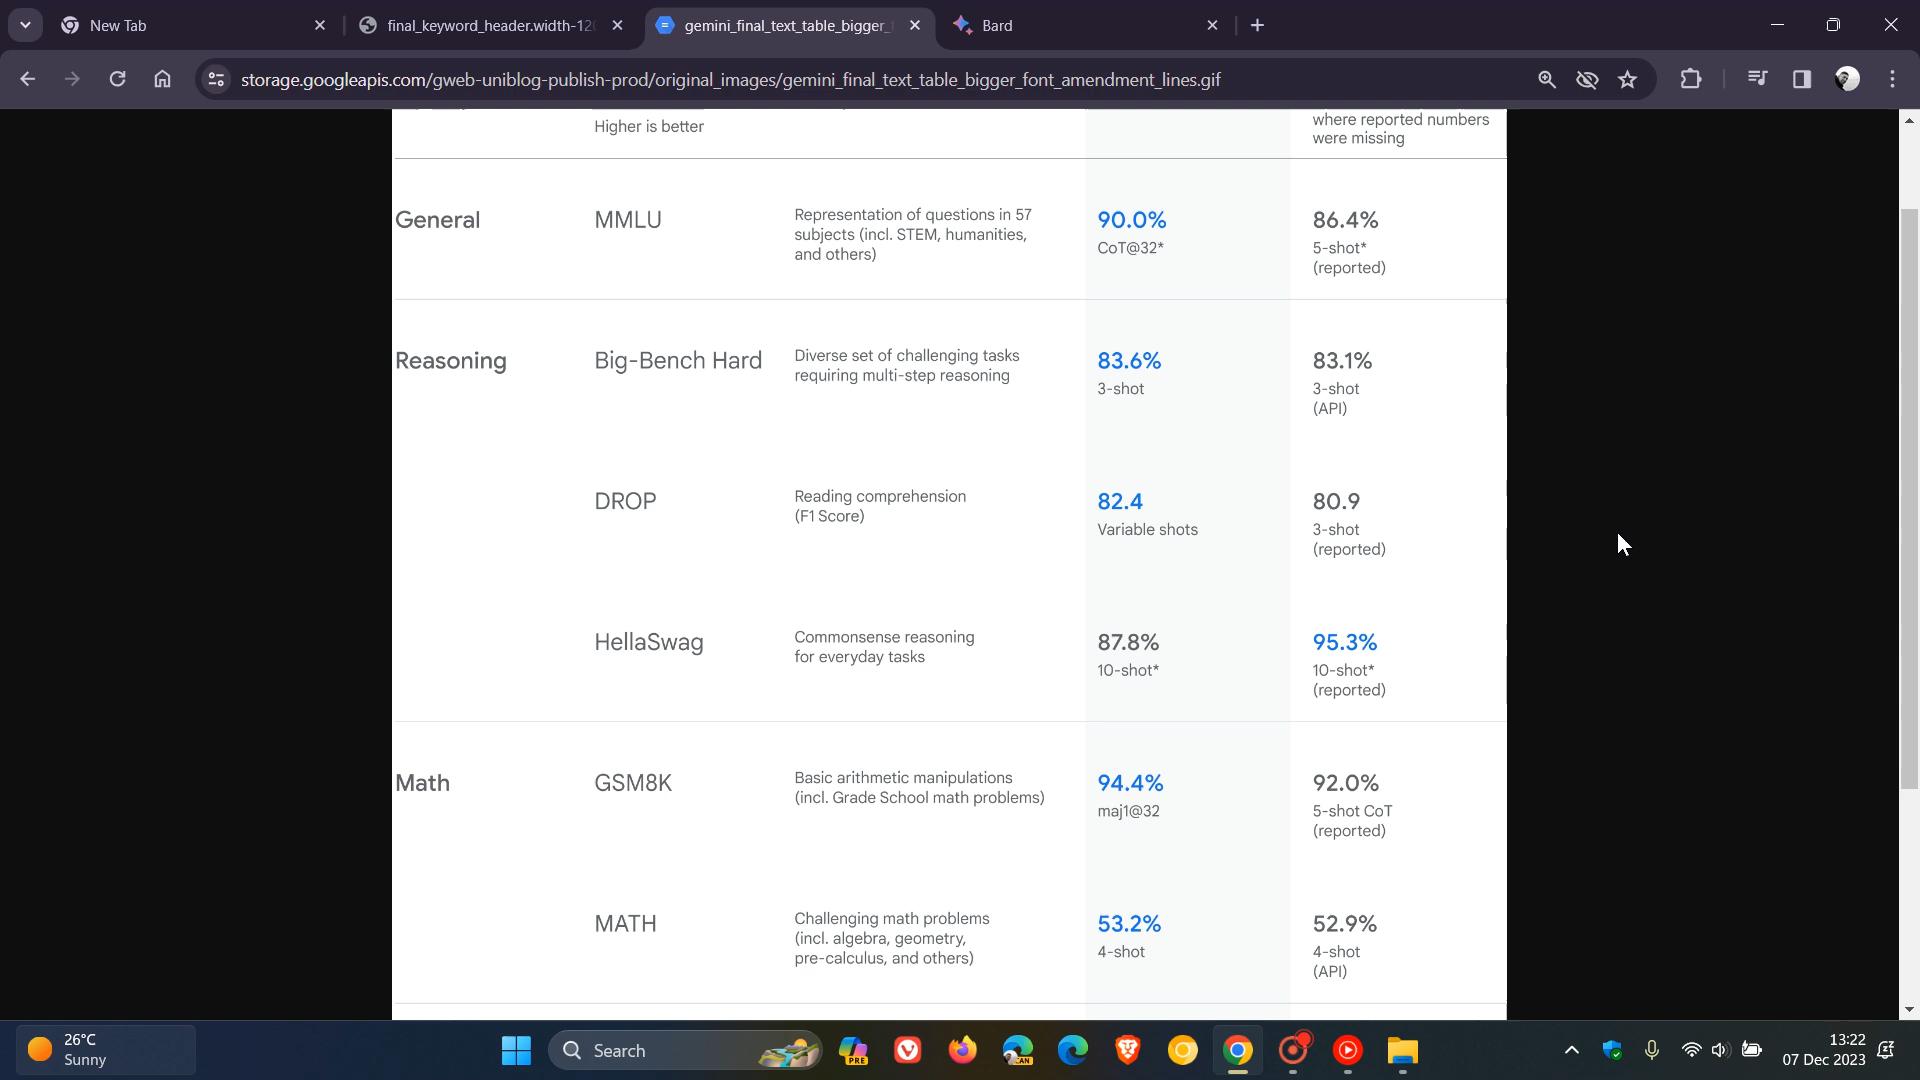 New Tab
final_keyword_header.width-12
gemini_final_text_table_bigger_
Bard
storage.googleapis.com/gweb-uniblog-publish-prod/original_images/gemini_final_text_table_bigger_font_amendment_lines.gif
Higher is better
where reported numbers
were missing
General
MMLU
Representation of questions in 57
subjects (incl. STEM, humanities,
and others)
90.0%
CoT@32*
86.4%
5-shot*
(reported)
Reasoning
Big-Bench Hard
Diverse set of challenging tasks
requiring multi-step reasoning
83.6%
3-shot
83.1%
3-shot
(API)
DROP
Reading comprehension
(F1 Score)
82.4
Variable shots
80.9
3-shot
(reported)
HellaSwag
Commonsense reasoning
for everyday tasks
87.8%
10-shot*
95.3%
10-shot*
(reported)
Math
GSM8K
Basic arithmetic manipulations
(incl. Grade School math problems)
94.4%
maj1@32
92.0%
5-shot CoT
(reported)
MATH
Challenging math problems
(incl. algebra, geometry,
pre-calculus, and others)
53.2%
4-shot
52.9%
4-shot
(API)
26°C
Sunny
Search
PRE
CAN
13:22
07 Dec 2023